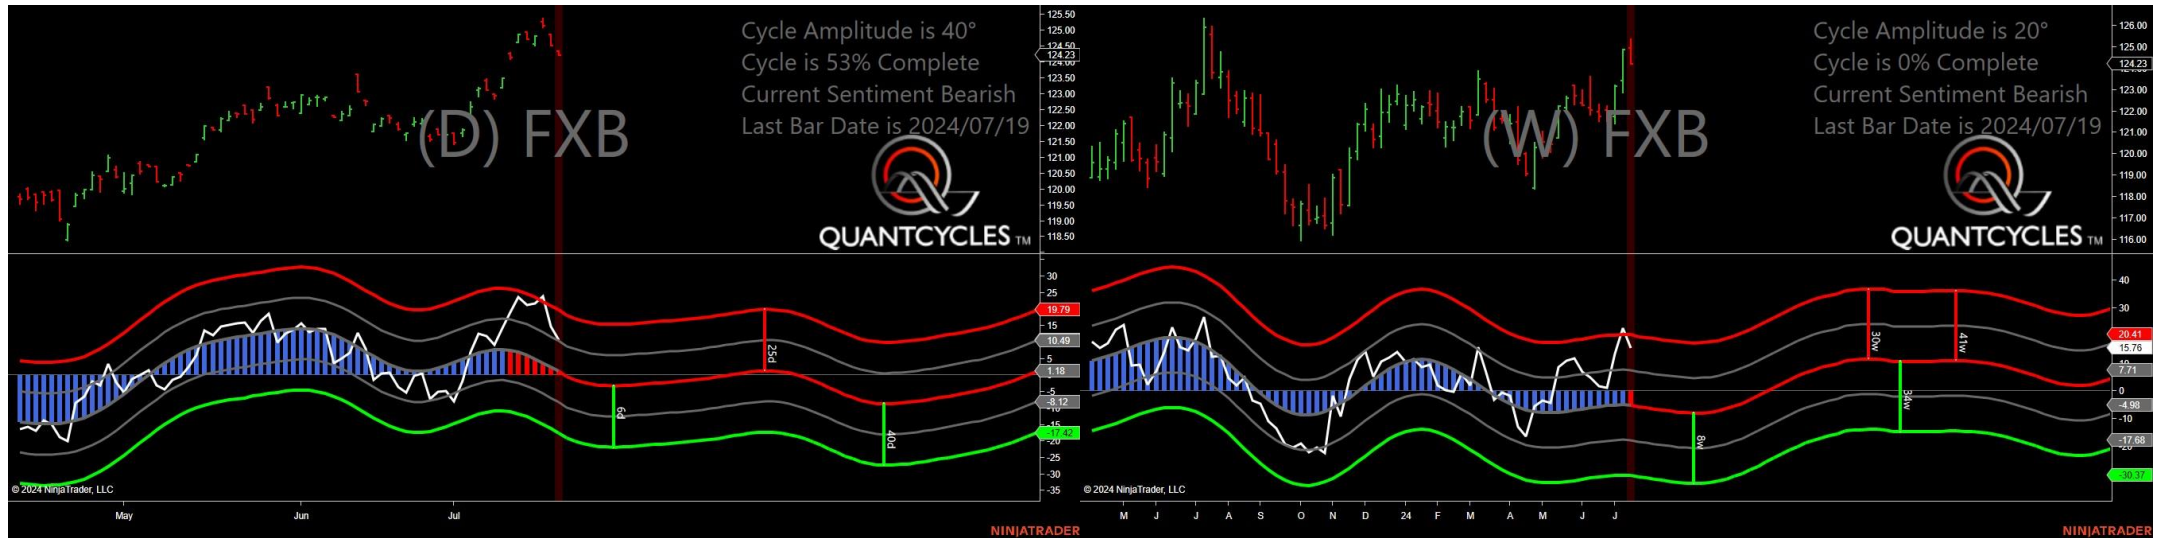 Cycle Amplitude is 40°
Cycle is 53% Complete
Current Sentiment Bearish
Last Bar Date is 2024/07/19
(D) FXB
QUANTCYCLES TM
125.50
125.00
124.50
124.23
124.00
123.50
123.00
122.50
122.00
121.50
121.00
120.50
120.00
119.50
119.00
118.50
30
25
19.79
15
10.49
5
1.18
-5
-8.12
-10
-17.42
-20
-25
-30
-35
6d
25d
40d
© 2024 NinjaTrader, LLC
May
Jun
Jul
NINJATRADER
Cycle Amplitude is 20°
Cycle is 0% Complete
Current Sentiment Bearish
Last Bar Date is 2024/07/19
(W) FXB
QUANTCYCLES TM
126.00
125.00
124.23
123.00
122.00
121.00
120.00
119.00
118.00
117.00
116.00
40
30
20.41
15.76
10
7.71
0
-4.98
-10
-17.68
-20
-30.37
8w
30w
34w
41w
© 2024 NinjaTrader, LLC
M
J
J
A
S
O
N
D
24
F
M
A
M
J
J
NINJATRADER